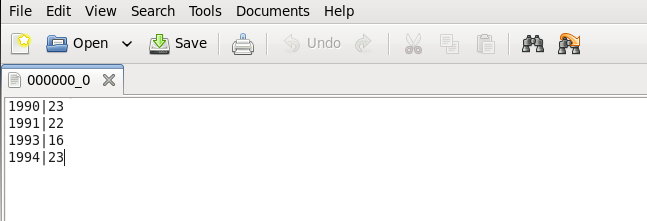 File Edit View Search Tools Documents Help
Open Save Undo
000000_0
1990|23
1991|22
1993|16
1994|23